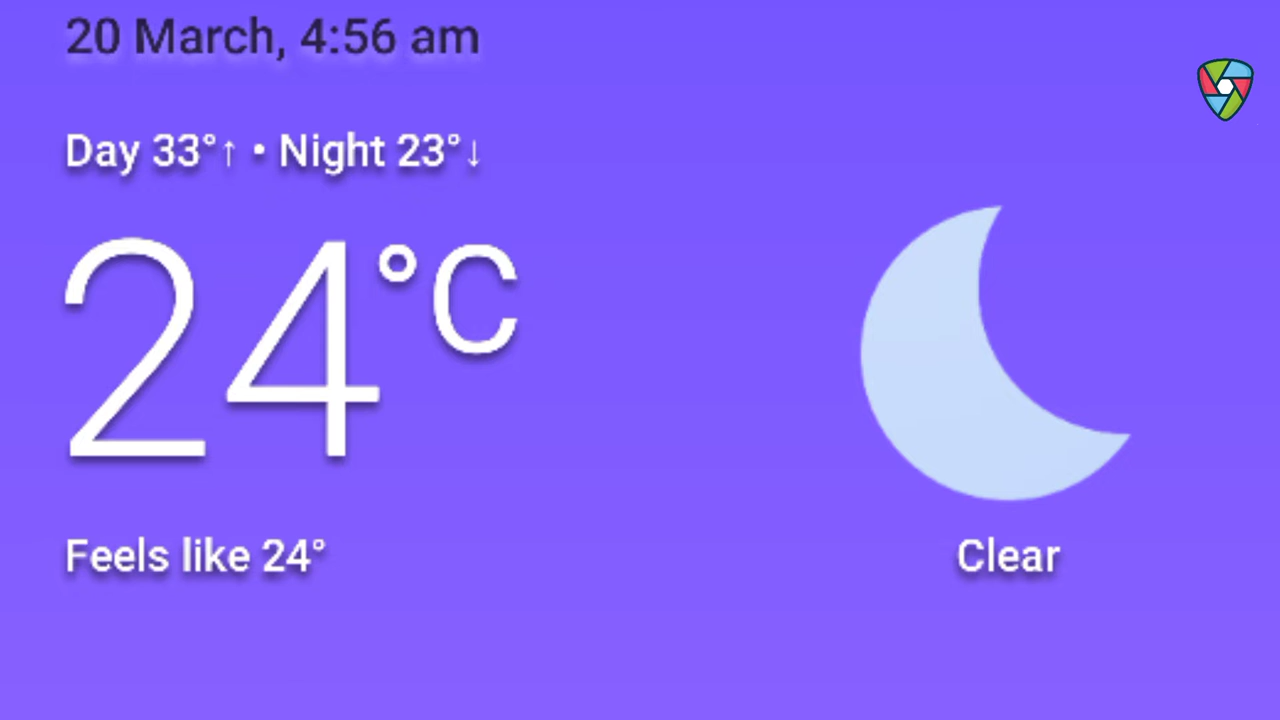 20 March, 4:56 am
Day 33°↑ • Night 23°↓
24°C
Feels like 24°
Clear